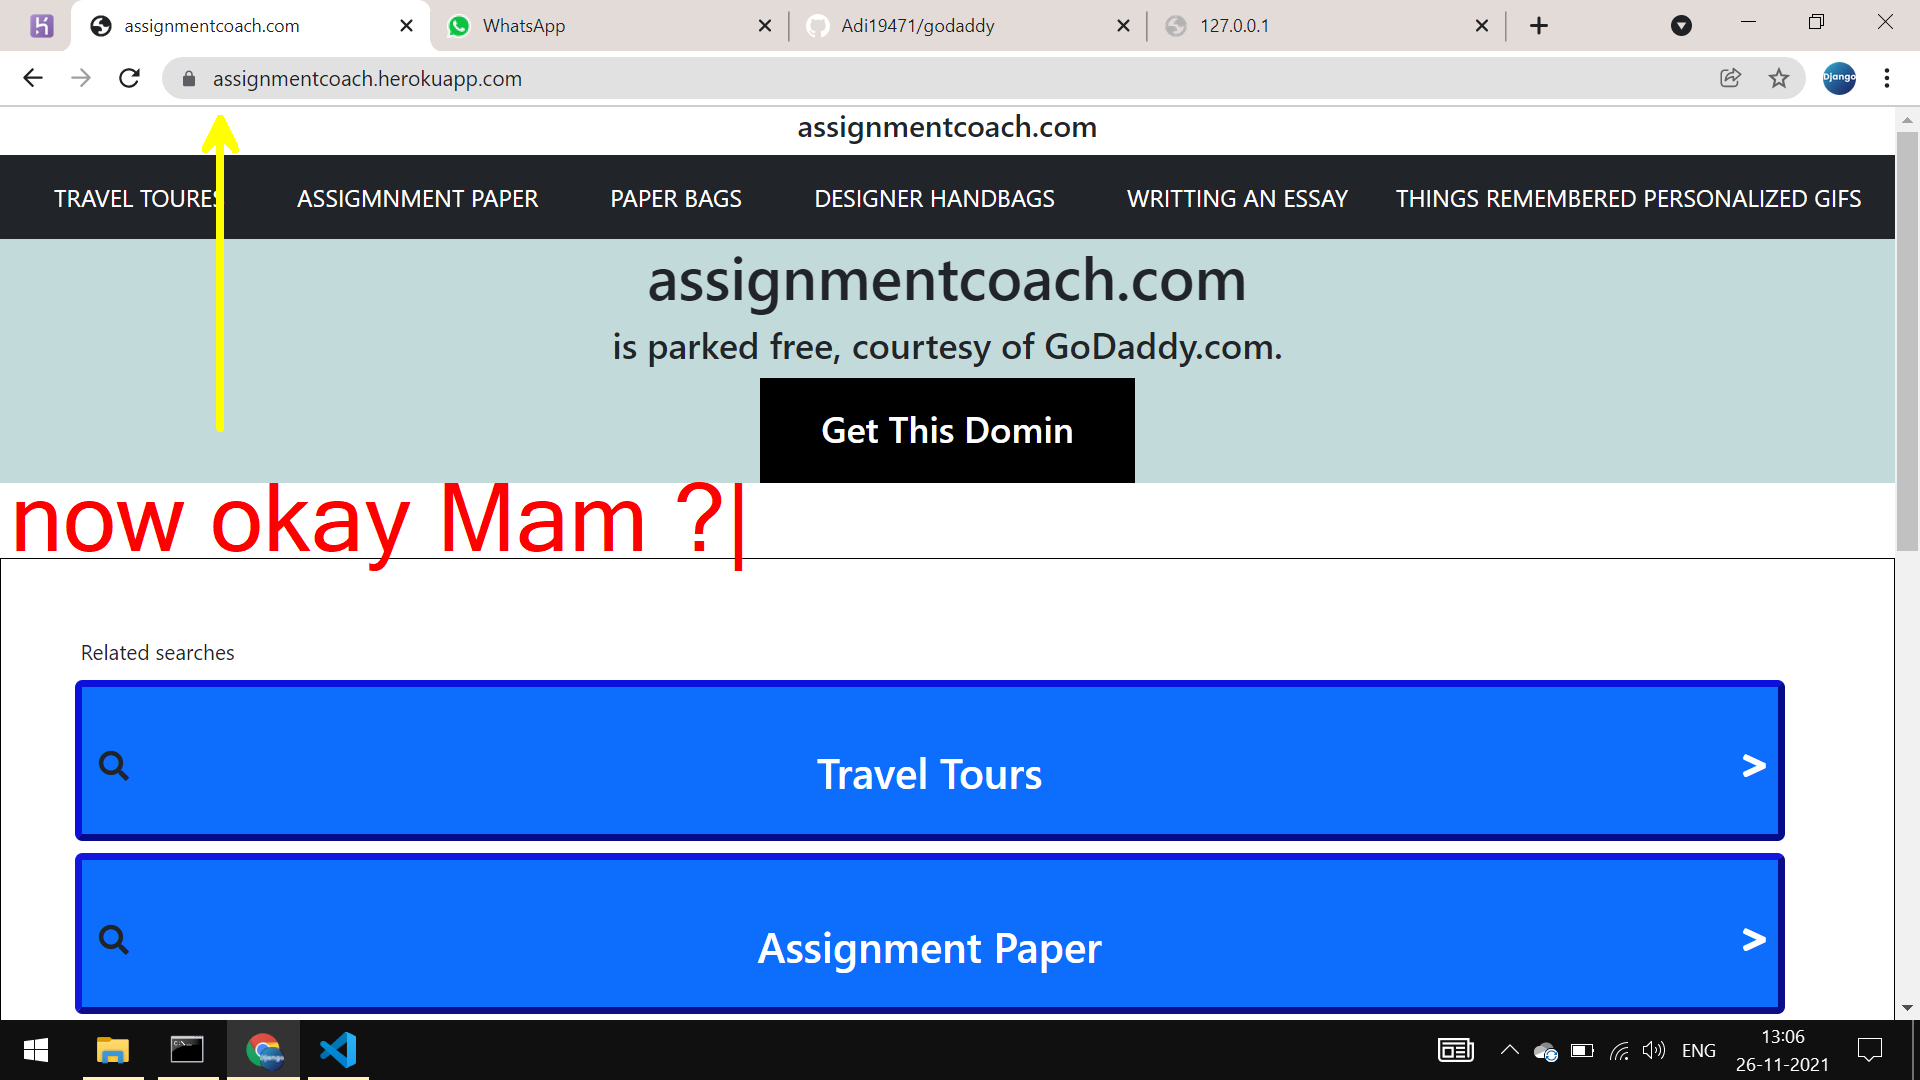 assignmentcoach.com
WhatsApp
Adi19471/godaddy
127.0.0.1
assignmentcoach.herokuapp.com
Django
assignmentcoach.com
TRAVEL TOURES ASSIGMNMENT PAPER PAPER BAGS DESIGNER HANDBAGS WRITTING AN ESSAY THINGS REMEMBERED PERSONALIZED GIFS
assignmentcoach.com
is parked free, courtesy of GoDaddy.com.
Get This Domin
now okay Mam ?|
Related searches
Travel Tours >
Assignment Paper >
ENG
13:06
26-11-2021